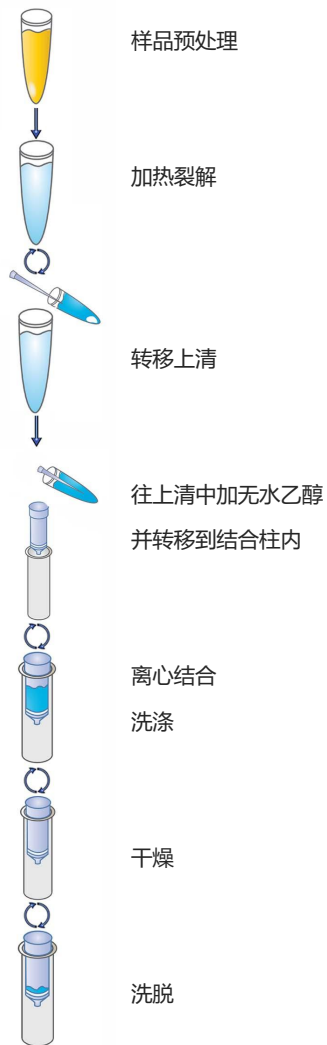 样品预处理
加热裂解
转移上清
往上清中加无水乙醇
并转移到结合柱内
离心结合
洗涤
干燥
洗脱